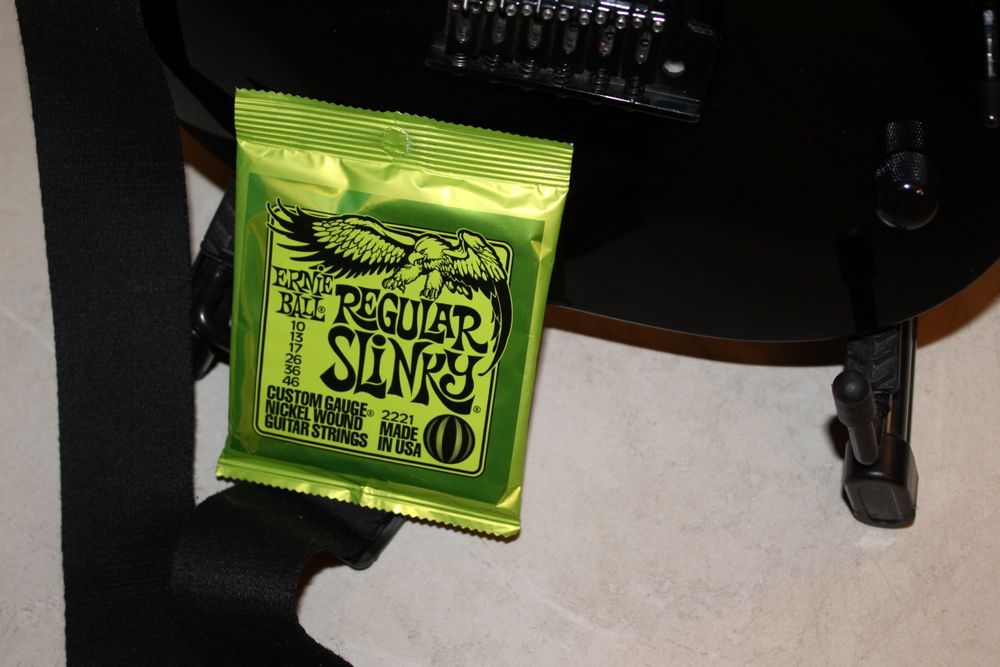 ERNIE
BALL®
REGULAR
SLINKY®
10
13
17
26
36
46
CUSTOM GAUGE®
NICKEL WOUND
GUITAR STRINGS
2221
MADE
IN USA